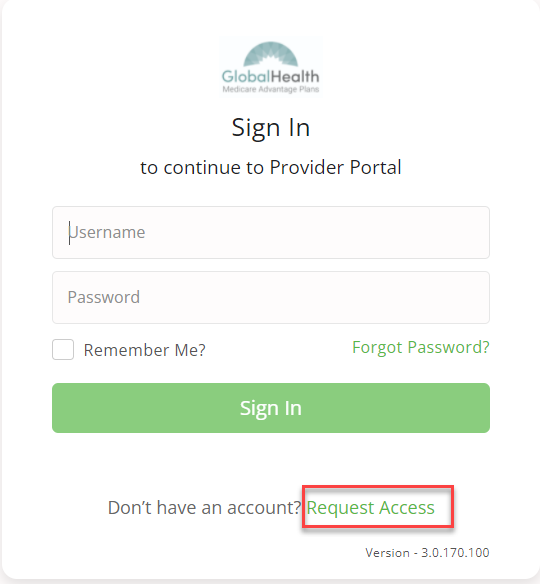 GlobalHealth
Medicare Advantage Plans
Sign In
to continue to Provider Portal
Username
Password
Remember Me?
Forgot Password?
Sign In
Don’t have an account? Request Access
Version - 3.0.170.100